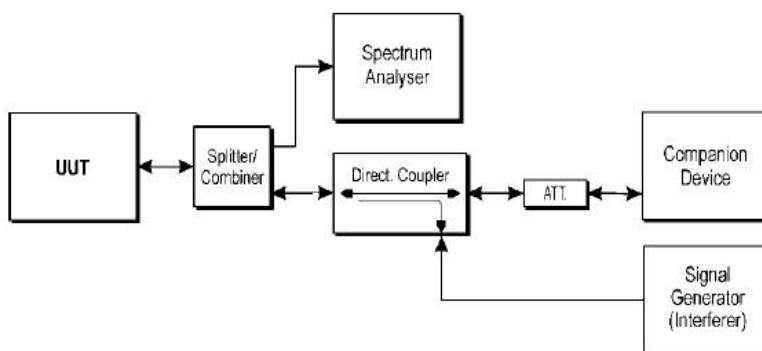 Spectrum
Analyser
UUT
Splitter/
Combiner
Direct. Coupler
ATT.
Companion
Device
Signal
Generator
(Interferer)